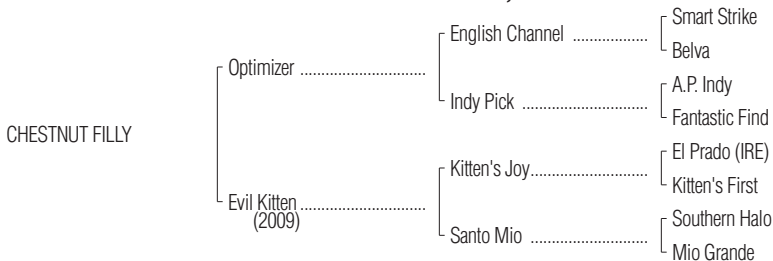 Smart Strike
English Channel ..................
Belva
Optimizer ..............................
A.P. Indy
Indy Pick ..............................
Fantastic Find
CHESTNUT FILLY
El Prado (IRE)
Kitten's Joy............................
Kitten's First
Evil Kitten ..............................
(2009)
Southern Halo
Santo Mio ............................
Mio Grande